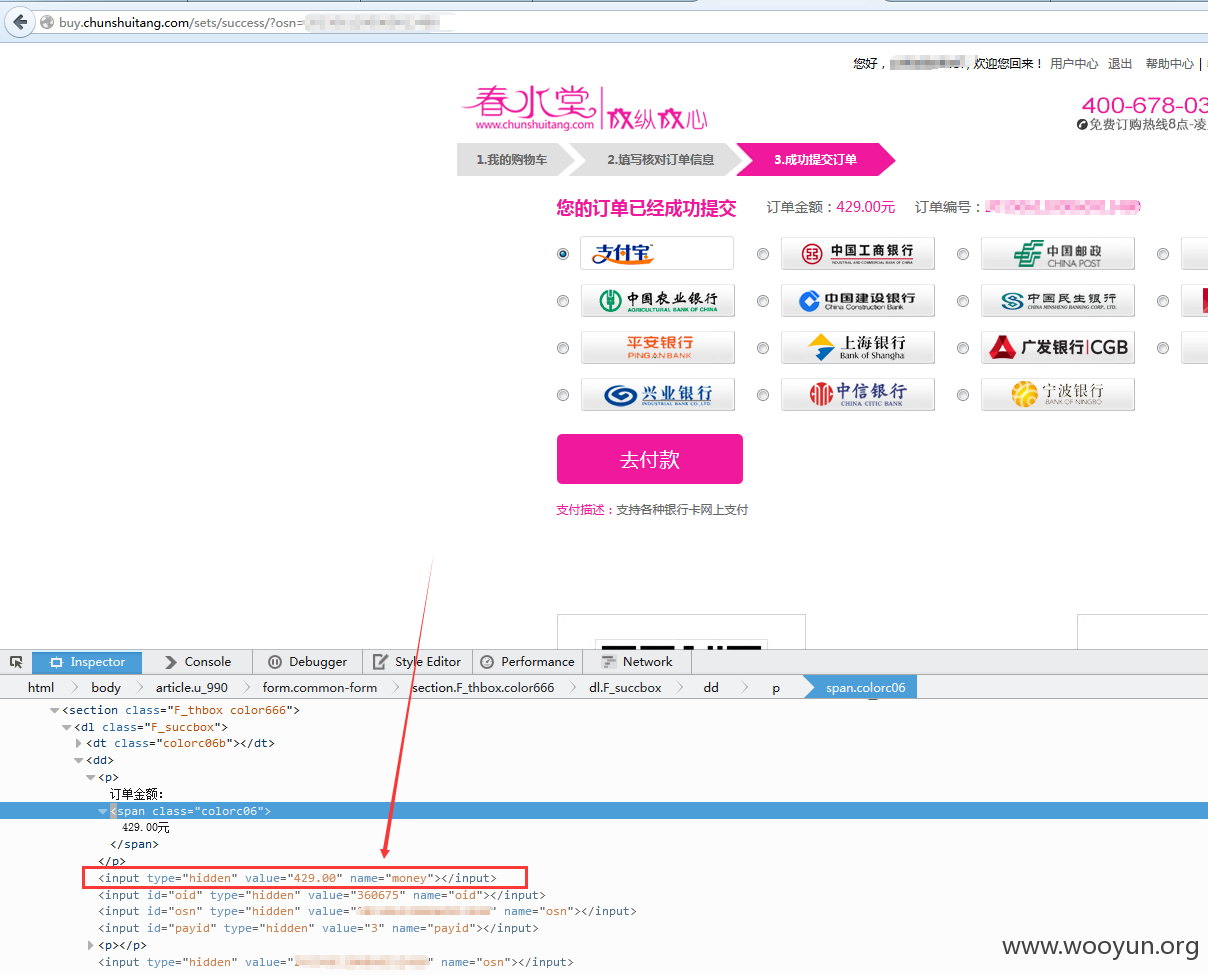 buy.chunshuitang.com/sets/success/?osn=
您好， , 欢迎您回来！ 用户中心 退出 帮助中心 |
春水堂 放纵放心
www.chunshuitang.com
400-678-03
免费订购热线8点-凌
1.我的购物车 2.填写核对订单信息 3.成功提交订单
您的订单已经成功提交 订单金额：429.00元 订单编号：
支付宝 中国工商银行 中国邮政
INDUSTRIAL AND COMMERCIAL BANK OF CHINA CHINA POST
中国农业银行 中国建设银行 中国民生银行
AGRICULTURAL BANK OF CHINA China Construction Bank CHINA MINSHENG BANKING CORP., LTD.
平安银行 上海银行 广发银行|CGB
PING AN BANK Bank of Shanghai
兴业银行 中信银行 宁波银行
INDUSTRIAL BANK CO.,LTD. CHINA CITIC BANK BANK OF NINGBO
去付款
支付描述：支持各种银行卡网上支付
Inspector Console Debugger Style Editor Performance Network
html body article.u_990 form.common-form section.F_thbox.color666 dl.F_succbox dd p span.colorc06
<section class="F_thbox color666">
<dl class="F_succbox">
<dt class="colorc06b"></dt>
<dd>
<p>
订单金额：
<span class="colorc06">
429.00元
</span>
</p>
<input type="hidden" value="429.00" name="money"></input>
<input id="oid" type="hidden" value="360675" name="oid"></input>
<input id="osn" type="hidden" value=" " name="osn"></input>
<input id="payid" type="hidden" value="3" name="payid"></input>
<p></p>
<input type="hidden" value=" " name="osn"></input>
www.wooyun.org